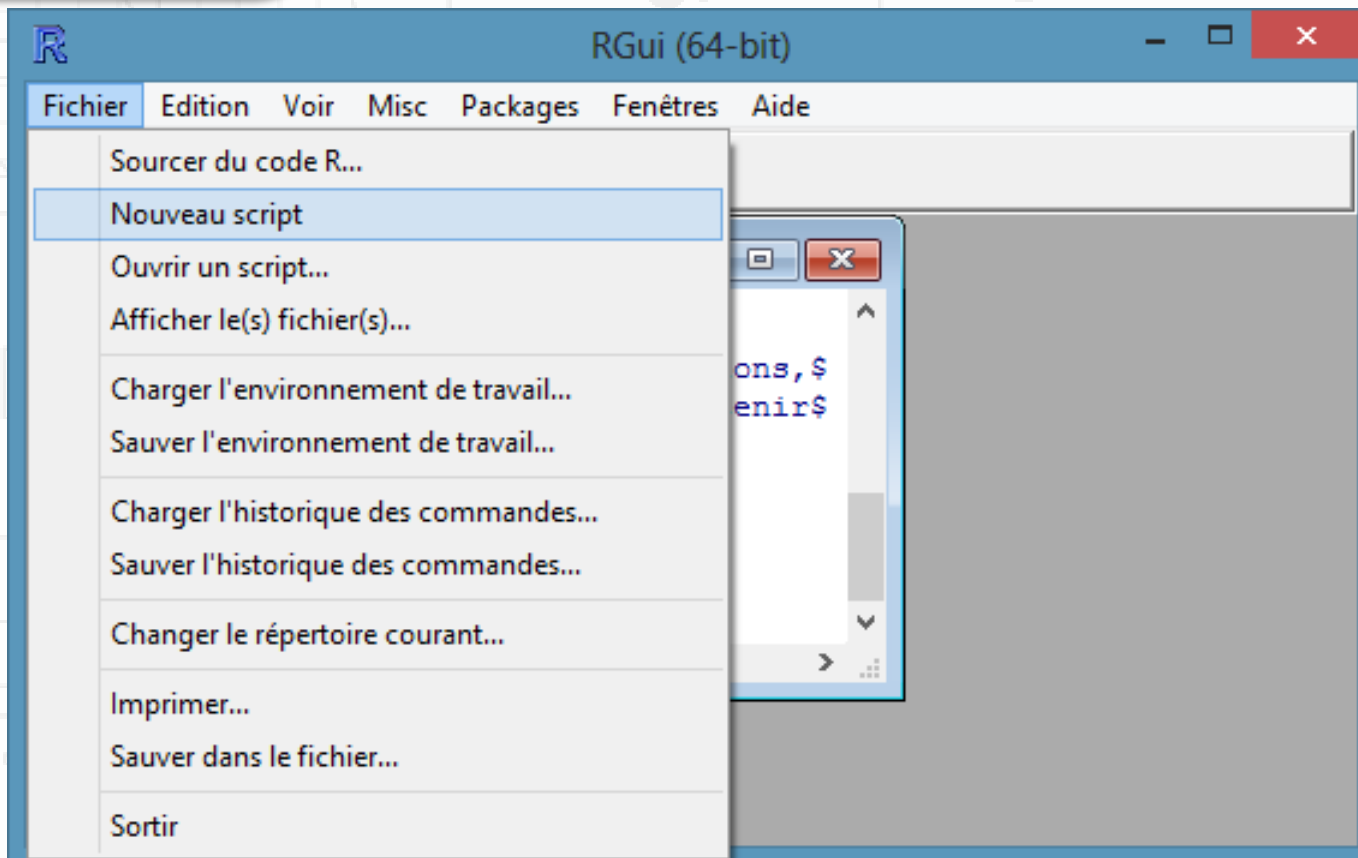 RGui (64-bit)
Fichier Edition Voir Misc Packages Fenêtres Aide
Sourcer du code R...
Nouveau script
Ouvrir un script...
Afficher le(s) fichier(s)...
Charger l'environnement de travail...
Sauver l'environnement de travail...
Charger l'historique des commandes...
Sauver l'historique des commandes...
Changer le répertoire courant...
Imprimer...
Sauver dans le fichier...
Sortir
ons,$
enir$